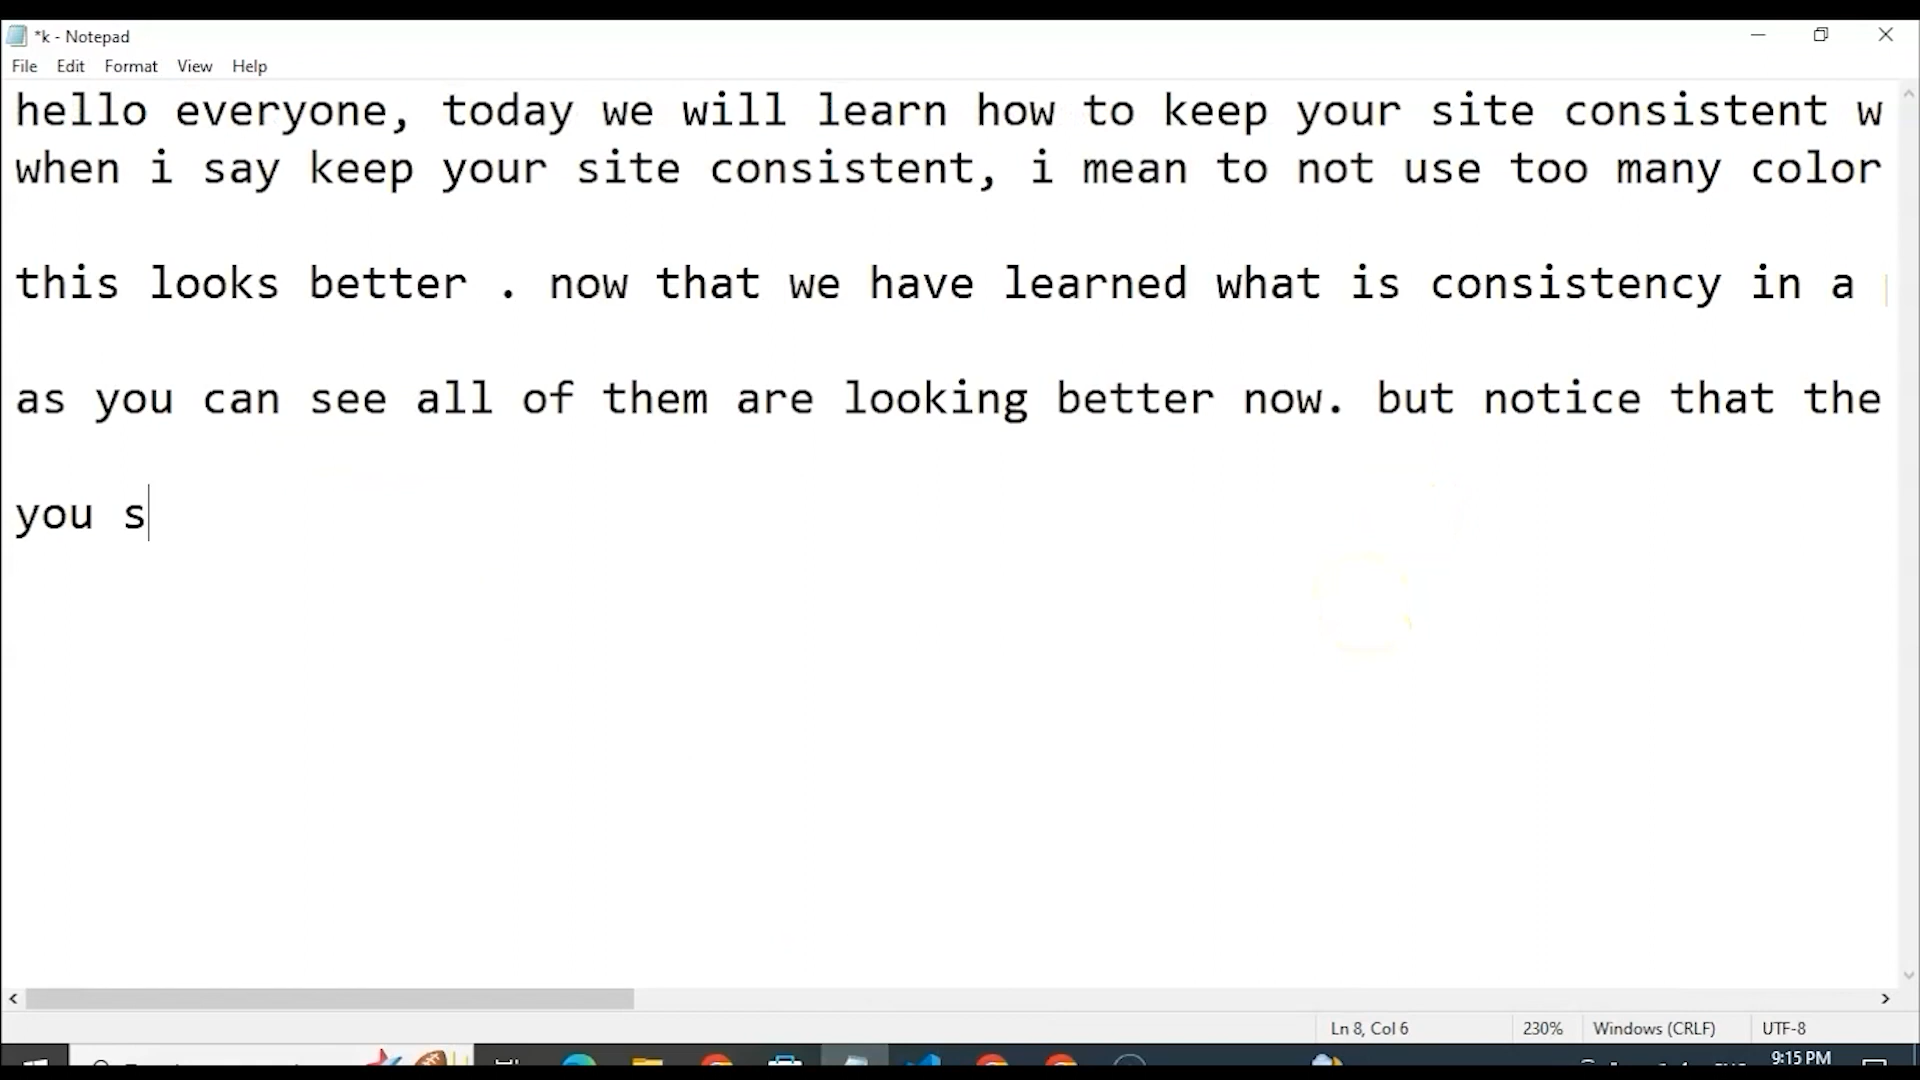 *k - Notepad
File Edit Format View Help
hello everyone, today we will learn how to keep your site consistent w
when i say keep your site consistent, i mean to not use too many color
this looks better . now that we have learned what is consistency in a
as you can see all of them are looking better now. but notice that the
you s
Ln 8, Col 6 230% Windows (CRLF) UTF-8
9:15 PM